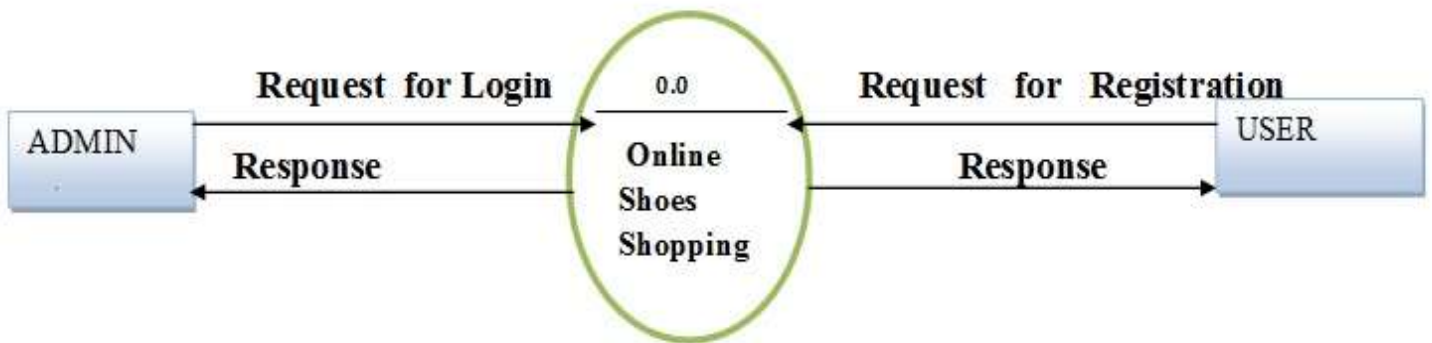 Request for Login
0.0
Request for Registration
ADMIN
USER
Response
Online
Shoes
Shopping
Response